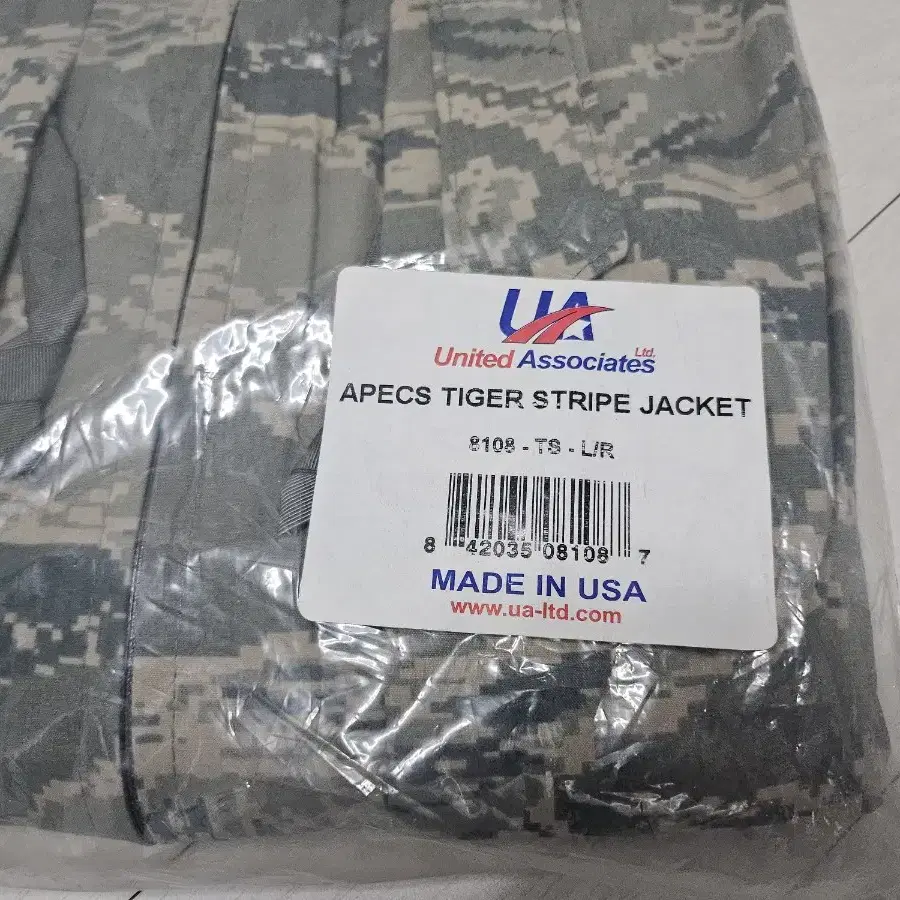 UA
United Associates Ltd.
APECS TIGER STRIPE JACKET
8108 - TS - L/R
8 42035 08108 7
MADE IN USA
www.ua-ltd.com